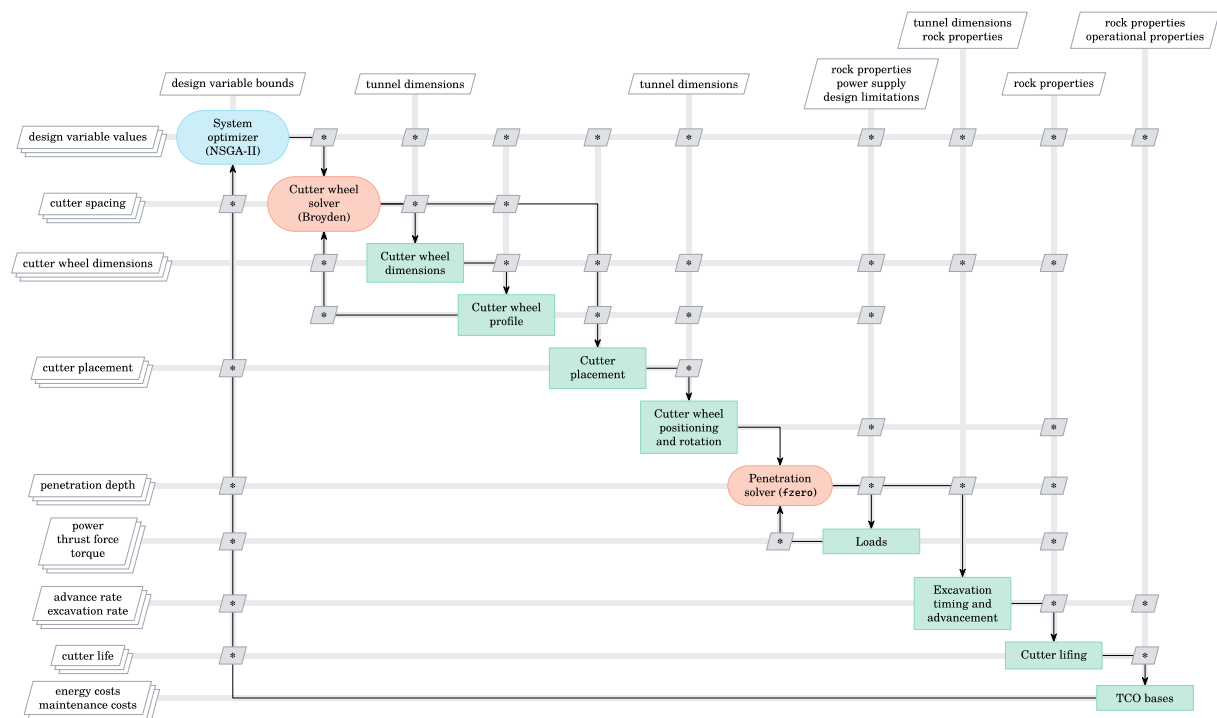 tunnel dimensions
rock properties
rock properties
operational properties
design variable bounds
tunnel dimensions
tunnel dimensions
rock properties
power supply
design limitations
rock properties
design variable values
System
optimizer
(NSGA-II)
* * * * * * * * *
cutter spacing
*
Cutter wheel
solver
(Broyden)
* *
cutter wheel dimensions
*
Cutter wheel
dimensions
* * * * * *
*
Cutter wheel
profile
* * *
cutter placement
*
Cutter
placement
*
Cutter wheel
positioning
and rotation
* *
penetration depth
*
Penetration
solver (fzero)
* *
power
thrust force
torque
*
Loads
*
advance rate
excavation rate
*
Excavation
timing and
advancement
* *
cutter life
*
Cutter lifing
*
energy costs
maintenance costs
TCO bases